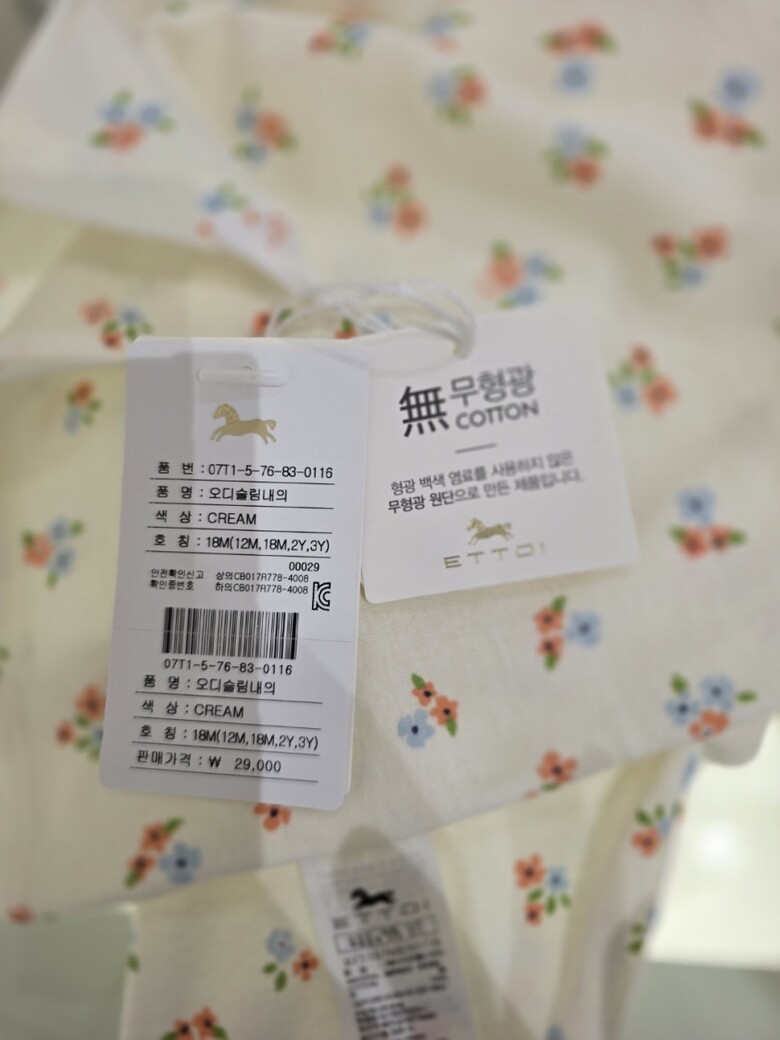 품 번 : 07T1-5-76-83-0116
품 명 : 오디슬림내의
색 상 : CREAM
호 칭 : 18M(12M,18M,2Y,3Y)
00029
안전확인신고 상의CB017R778-4008
확인증번호 하의CB017R778-4008
07T1-5-76-83-0116
품 명 : 오디슬림내의
색 상 : CREAM
호 칭 : 18M(12M,18M,2Y,3Y)
판매가격 : ₩ 29,000
無 무형광
COTTON
형광 백색 염료를 사용하지 않은
무형광 원단으로 만든 제품입니다.
ETTOI
ETTOI